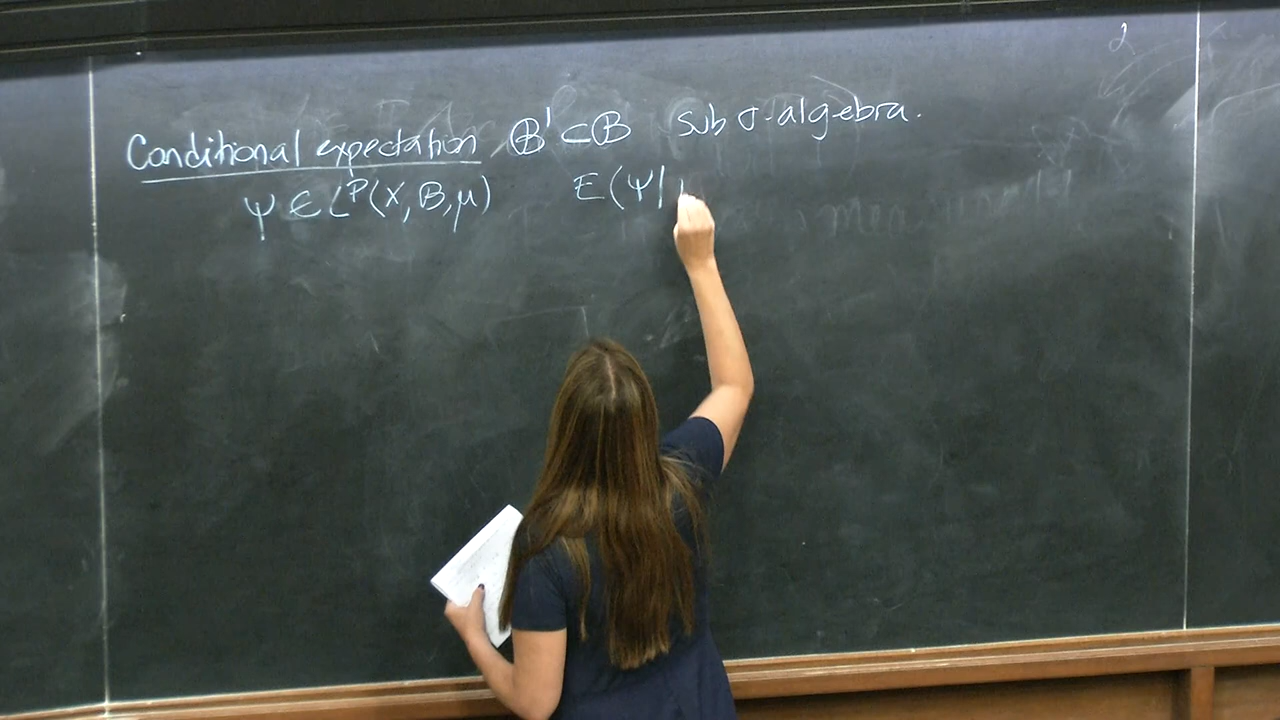 Conditional expectation B' ⊂ B sub σ-algebra.
Ψ ∈ L^p(X, B, μ) E(Ψ|